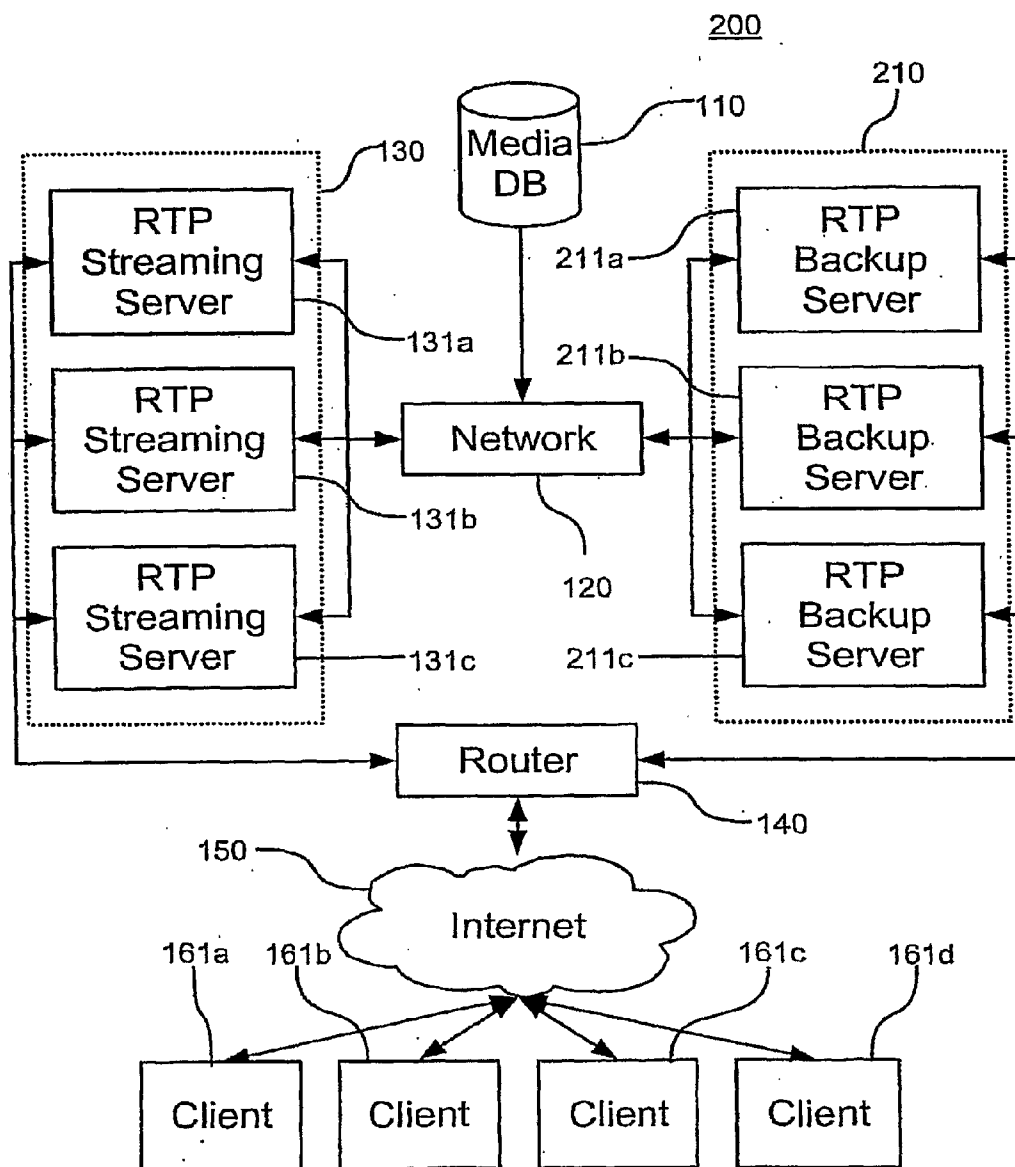 200
210
110
Media
DB
130
RTP
Streaming
Server
131a
RTP
Streaming
Server
131b
RTP
Streaming
Server
131c
Network
120
211a
RTP
Backup
Server
211b
RTP
Backup
Server
211c
RTP
Backup
Server
Router
140
150
Internet
161a
161b
161c
161d
Client
Client
Client
Client